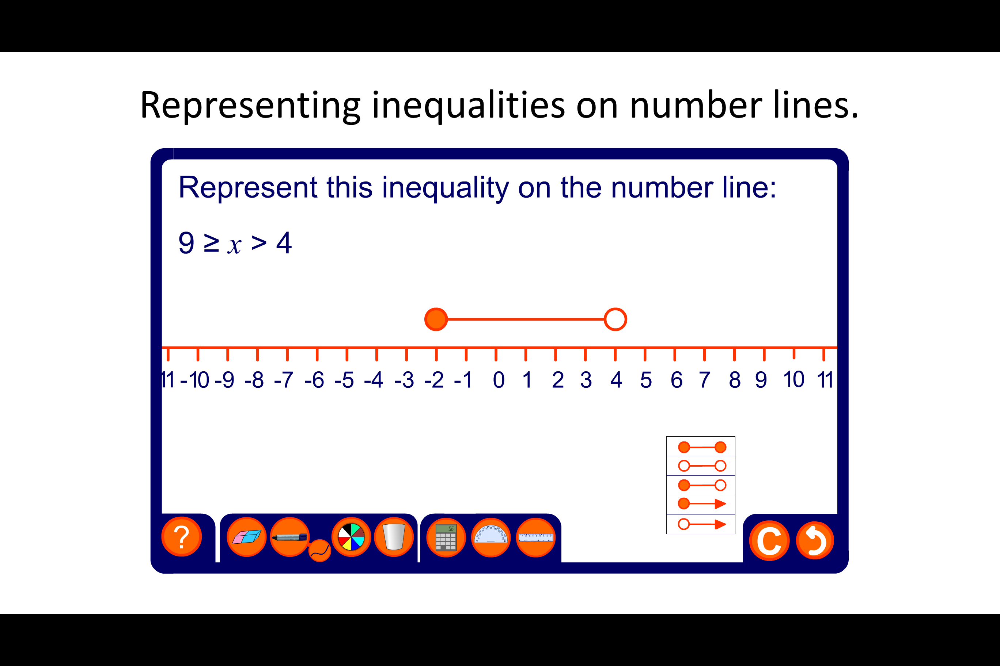 Representing inequalities on number lines.
Represent this inequality on the number line:
9 ≥ x > 4
11 -10 -9 -8 -7 -6 -5 -4 -3 -2 -1 0 1 2 3 4 5 6 7 8 9 10 11
?
C